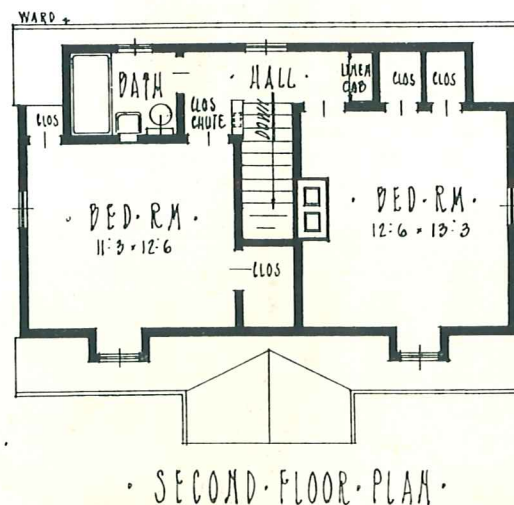 WARD +
BATH
HALL
LINEN
CAB
CLOS
CLOS
CLOS
CLOS
CHUTE
DOWN
· BED·RM ·
11:3 × 12:6
· BED·RM ·
12:6 × 13:3
CLOS
· SECOND·FLOOR·PLAN ·